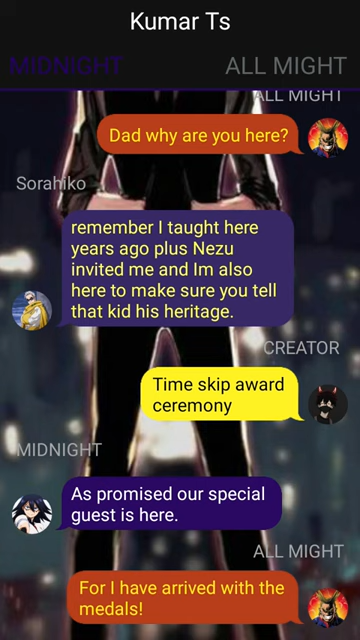 Kumar Ts
MIDNIGHT
ALL MIGHT
ALL MIGHT
Dad why are you here?
Sorahiko
remember I taught here
years ago plus Nezu
invited me and Im also
here to make sure you tell
that kid his heritage.
CREATOR
Time skip award
ceremony
MIDNIGHT
As promised our special
guest is here.
ALL MIGHT
For I have arrived with the
medals!